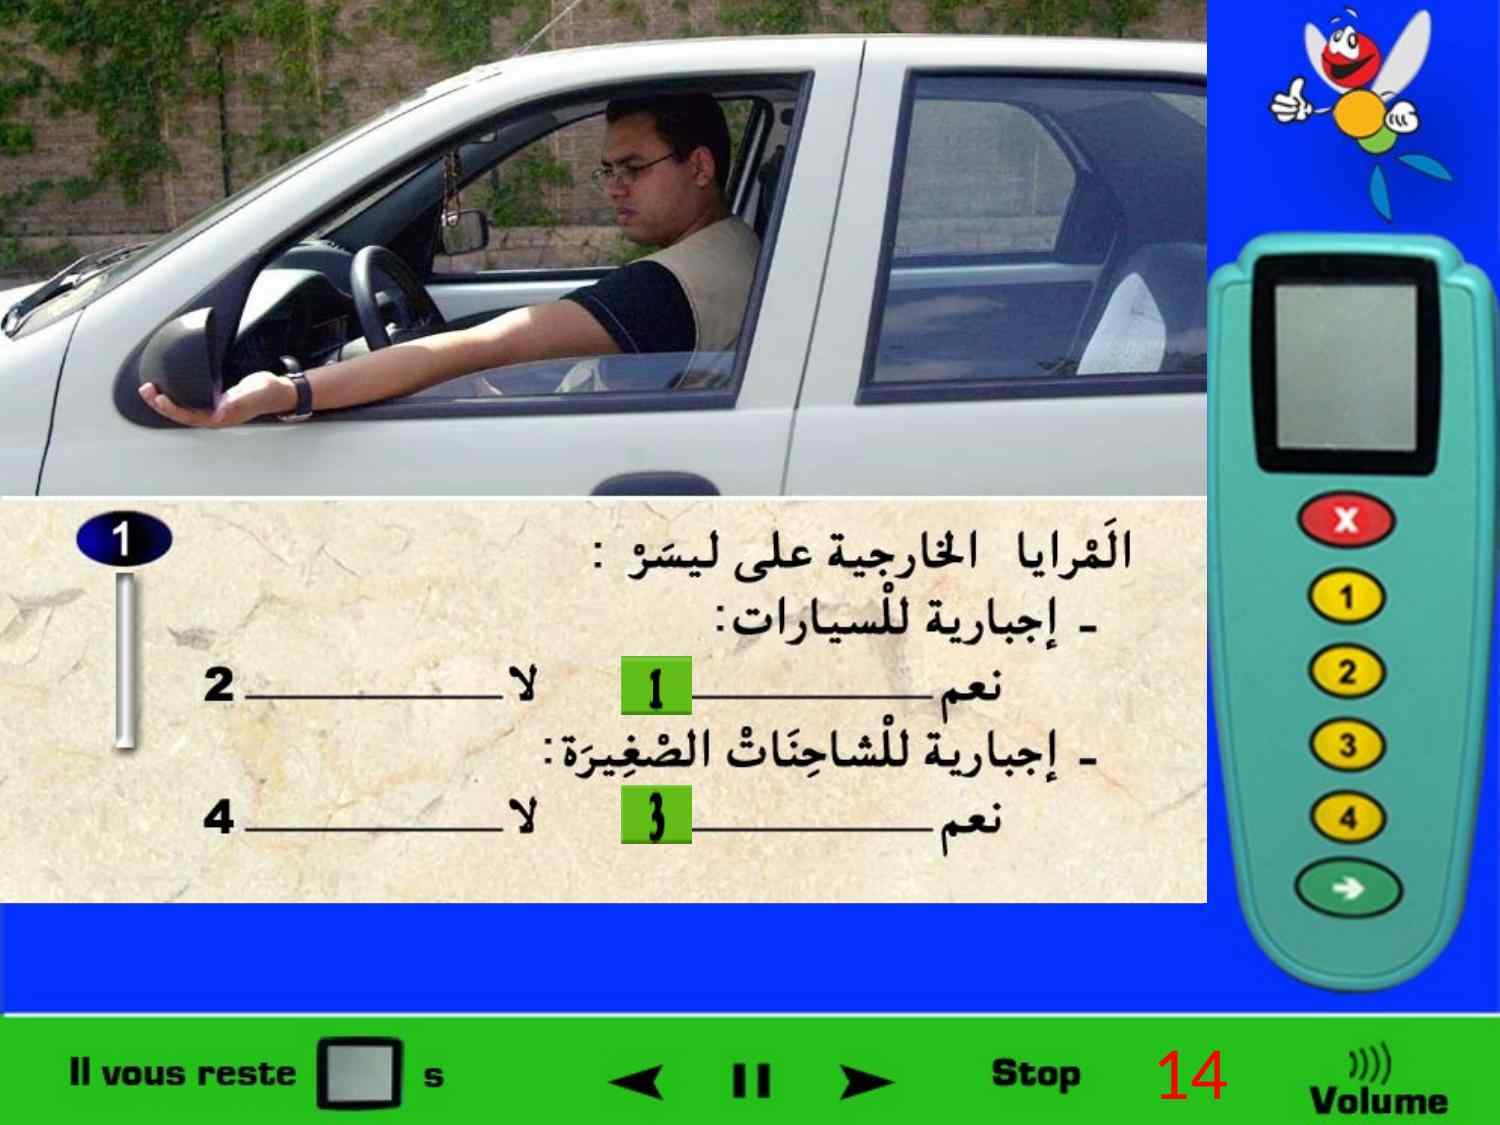 1
الَمْرايا الخارجية على ليسَرْ :
- إجبارية للْسيارات:
نعم 1 لا 2
- إجبارية للْشاحِنَاتْ الصْغِيرَة:
نعم 3 لا 4
X
1
2
3
4
Il vous reste s
Stop
14
Volume